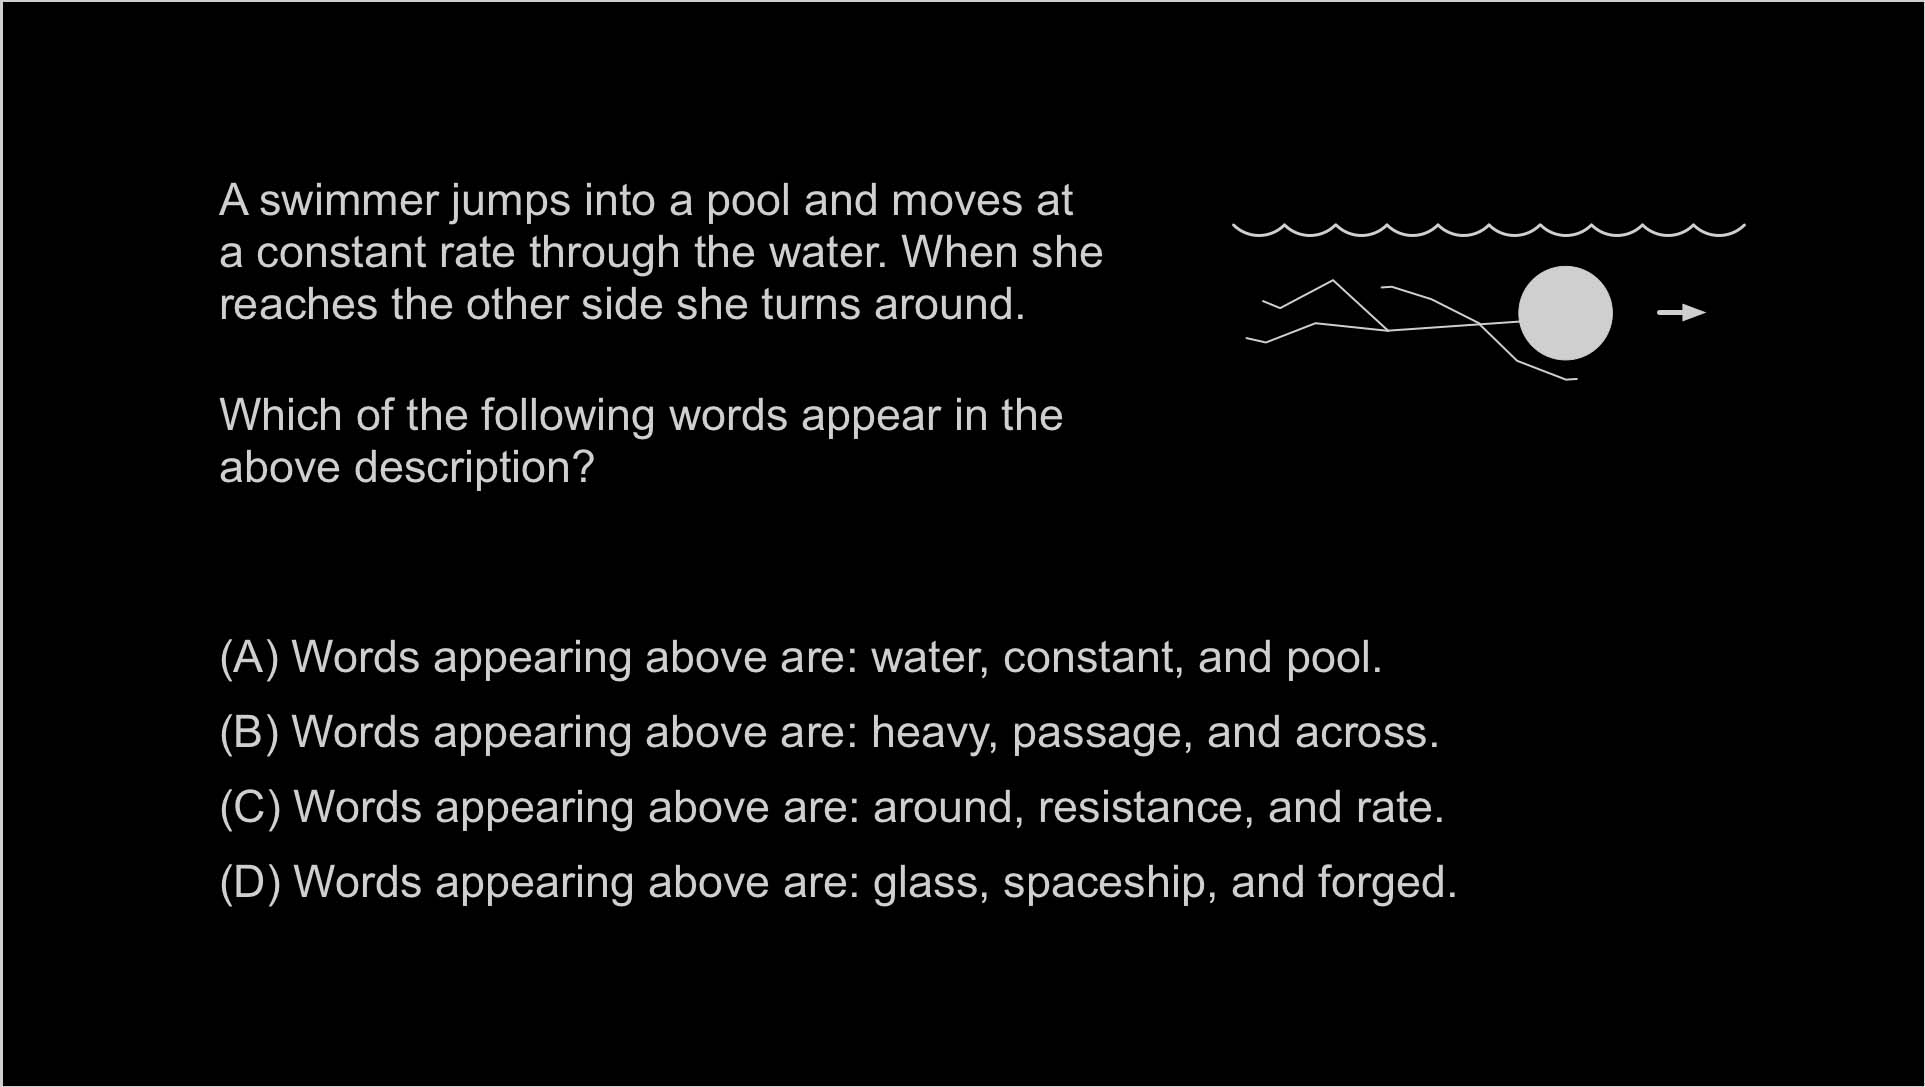 A swimmer jumps into a pool and moves at
a constant rate through the water. When she
reaches the other side she turns around.
Which of the following words appear in the
above description?
(A) Words appearing above are: water, constant, and pool.
(B) Words appearing above are: heavy, passage, and across.
(C) Words appearing above are: around, resistance, and rate.
(D) Words appearing above are: glass, spaceship, and forged.